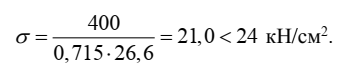 σ = 400 / 0,715·26,6 = 21,0 < 24 кН/см².